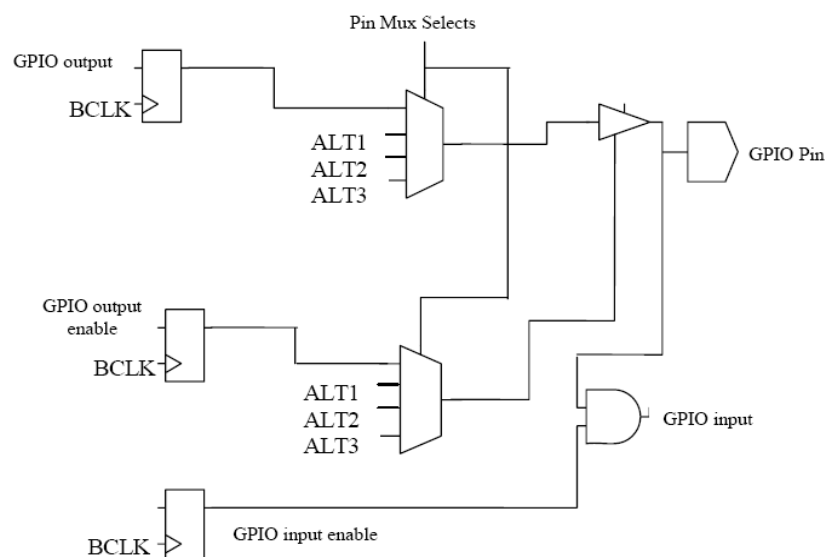 Pin Mux Selects
GPIO output
BCLK
ALT1
ALT2
ALT3
GPIO Pin
GPIO output
enable
BCLK
ALT1
ALT2
ALT3
GPIO input
GPIO input enable
BCLK